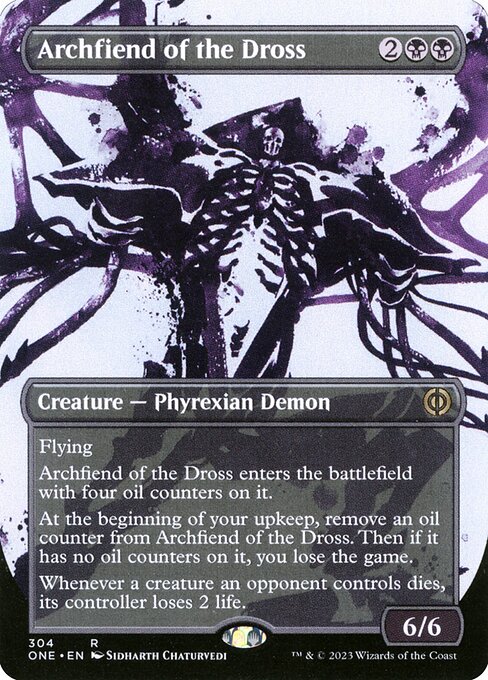 Archfiend of the Dross 2
Creature — Phyrexian Demon
Flying
Archfiend of the Dross enters the battlefield
with four oil counters on it.
At the beginning of your upkeep, remove an oil
counter from Archfiend of the Dross. Then if it
has no oil counters on it, you lose the game.
Whenever a creature an opponent controls dies,
its controller loses 2 life.
6/6
304 R
ONE • EN Sidharth Chaturvedi
™ & © 2023 Wizards of the Coast